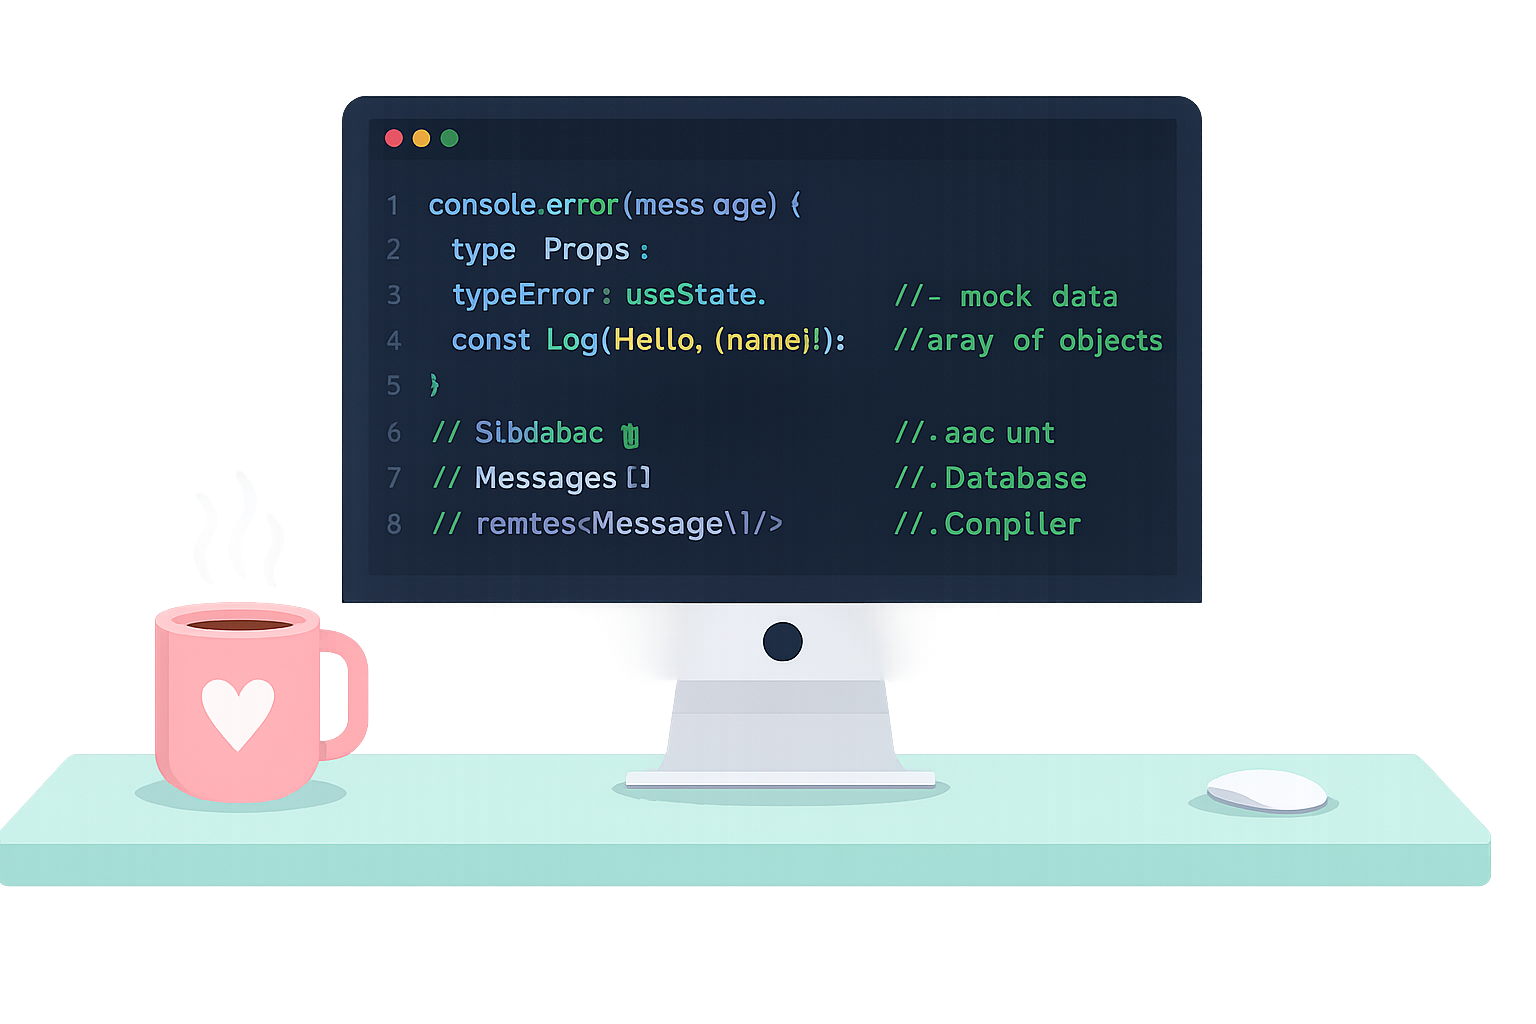 1 console.error(mess age) {
2 type Props :
3 typeError : useState. //- mock data
4 const Log(Hello, (name)!): //aray of objects
5 }
6 // Sibdabac //.aac unt
7 // Messages [] //.Database
8 // remtes<Message\1/> //.Conpiler